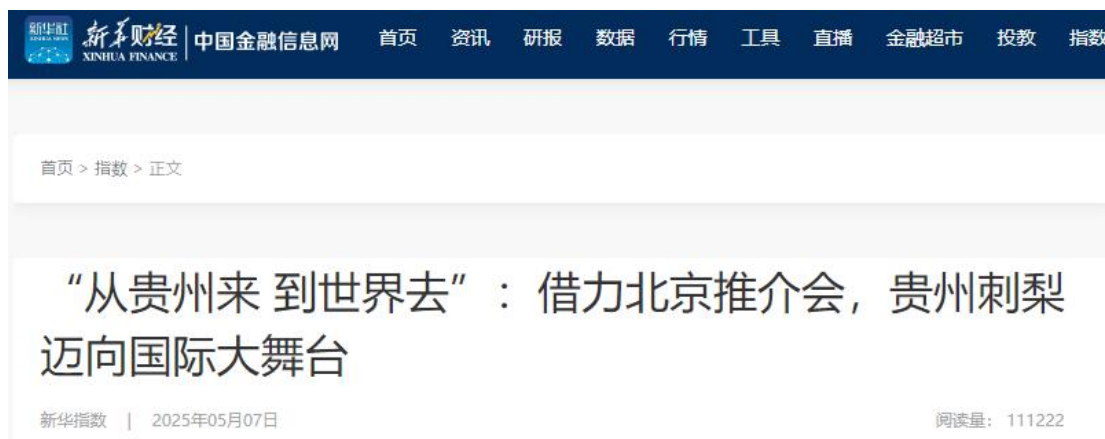 新华社 新华财经 中国金融信息网 首页 资讯 研报 数据 行情 工具 直播 金融超市 投教 指数
XINHUA NEWS XINHUA FINANCE
首页 > 指数 > 正文
“从贵州来 到世界去”：借力北京推介会，贵州刺梨
迈向国际大舞台
新华指数 | 2025年05月07日 阅读量： 111222